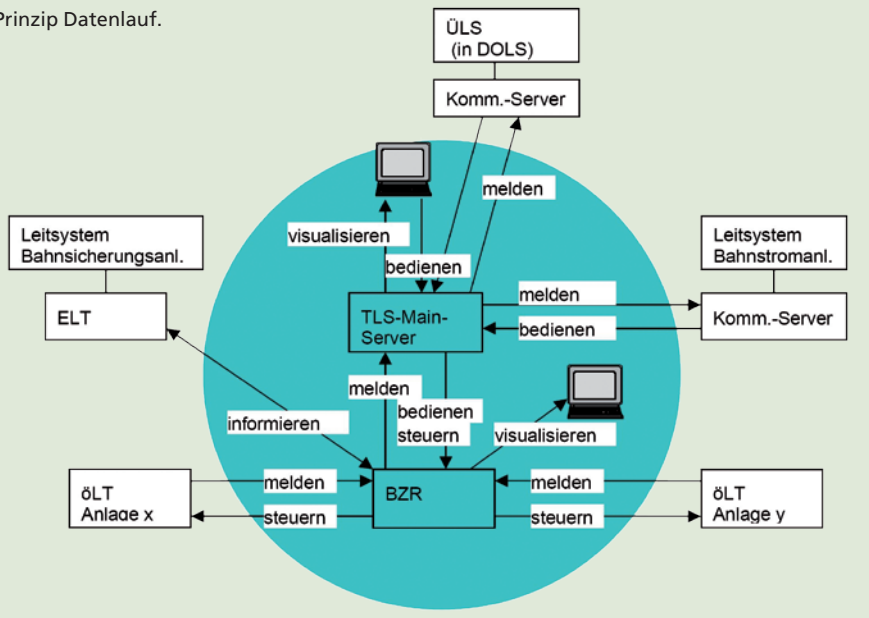 Prinzip Datenlauf.
ÜLS
(in DOLS)
Komm.-Server
melden
visualisieren
bedienen
Leitsystem
Bahnsicherungsanl.
ELT
Leitsystem
Bahnstromanl.
Komm.-Server
melden
bedienen
TLS-Main-
Server
melden
bedienen
steuern
informieren
visualisieren
öLT
Anlage x
melden
steuern
BZR
melden
steuern
öLT
Anlage y